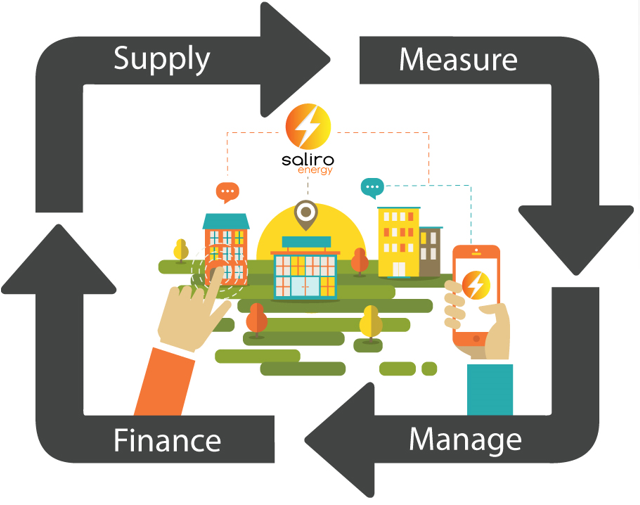 Supply
Measure
saliro
energy
Finance
Manage